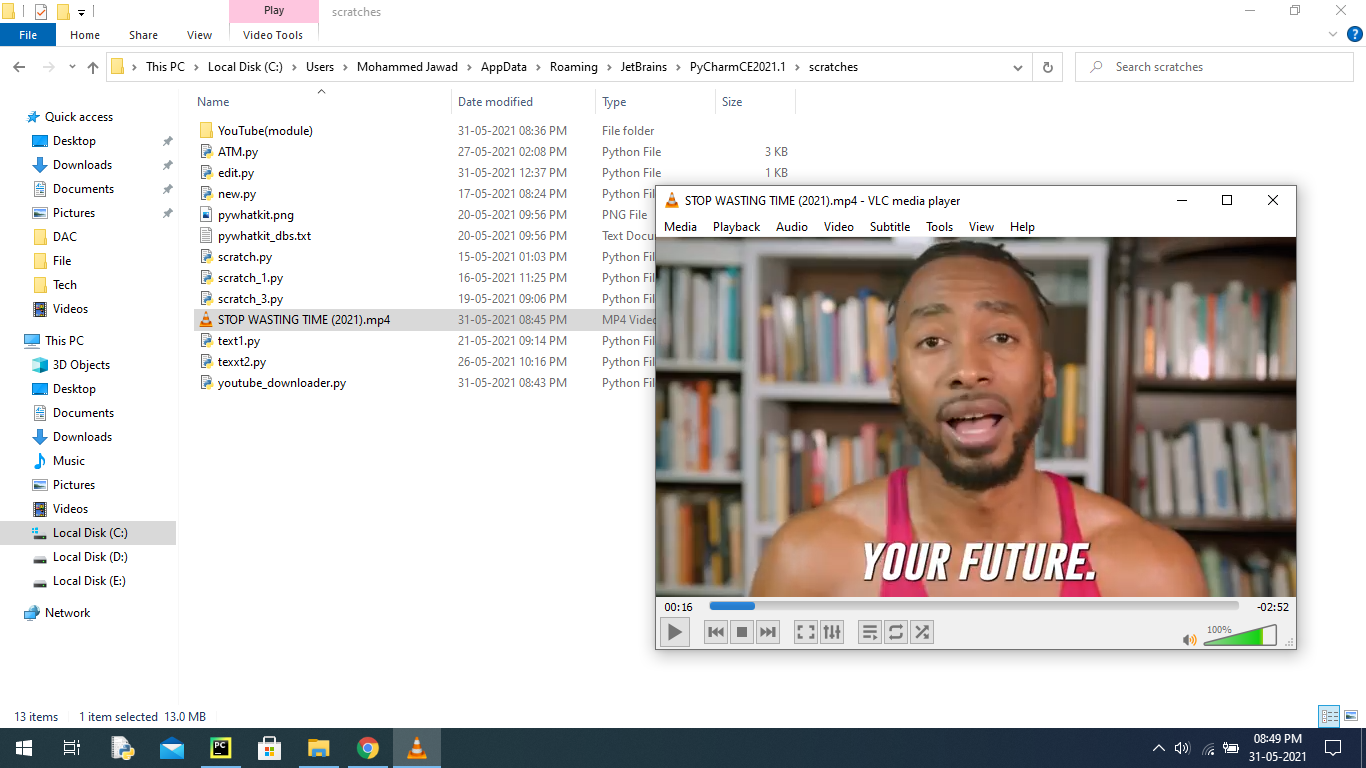 Play
scratches
File
Home
Share
View
Video Tools
This PC
Local Disk (C:)
Users
Mohammed Jawad
AppData
Roaming
JetBrains
PyCharmCE2021.1
scratches
Search scratches
Name
Date modified
Type
Size
Quick access
Desktop
Downloads
Documents
Pictures
DAC
File
Tech
Videos
This PC
3D Objects
Desktop
Documents
Downloads
Music
Pictures
Videos
Local Disk (C:)
Local Disk (D:)
Local Disk (E:)
Network
YouTube(module) 31-05-2021 08:36 PM File folder
ATM.py 27-05-2021 02:08 PM Python File 3 KB
edit.py 31-05-2021 12:37 PM Python File 1 KB
new.py 17-05-2021 08:24 PM Python Fil
pywhatkit.png 20-05-2021 09:56 PM PNG File
pywhatkit_dbs.txt 20-05-2021 09:56 PM Text Docu
scratch.py 15-05-2021 01:03 PM Python Fil
scratch_1.py 16-05-2021 11:25 PM Python Fil
scratch_3.py 19-05-2021 09:06 PM Python Fil
STOP WASTING TIME (2021).mp4 31-05-2021 08:45 PM MP4 Video
text1.py 21-05-2021 09:14 PM Python Fil
texxt2.py 26-05-2021 10:16 PM Python Fil
youtube_downloader.py 31-05-2021 08:43 PM Python Fil
STOP WASTING TIME (2021).mp4 - VLC media player
Media Playback Audio Video Subtitle Tools View Help
YOUR FUTURE.
00:16
-02:52
100%
13 items
1 item selected 13.0 MB
PC
08:49 PM
31-05-2021